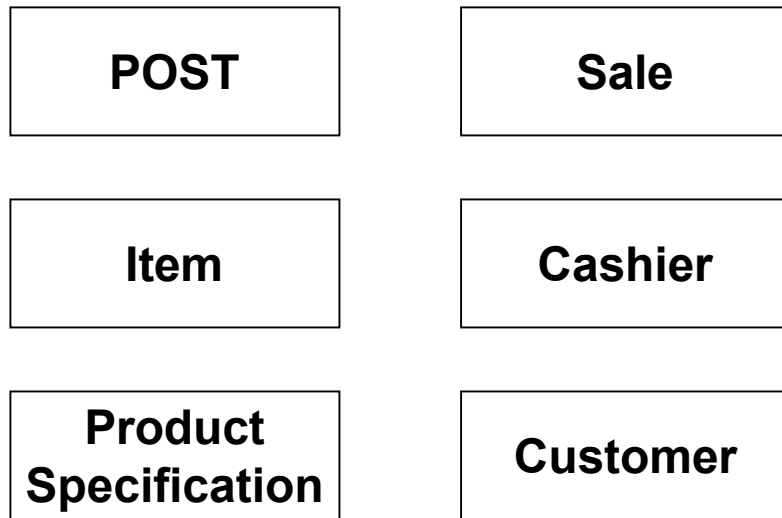 POST
Sale
Item
Cashier
Product
Specification
Customer